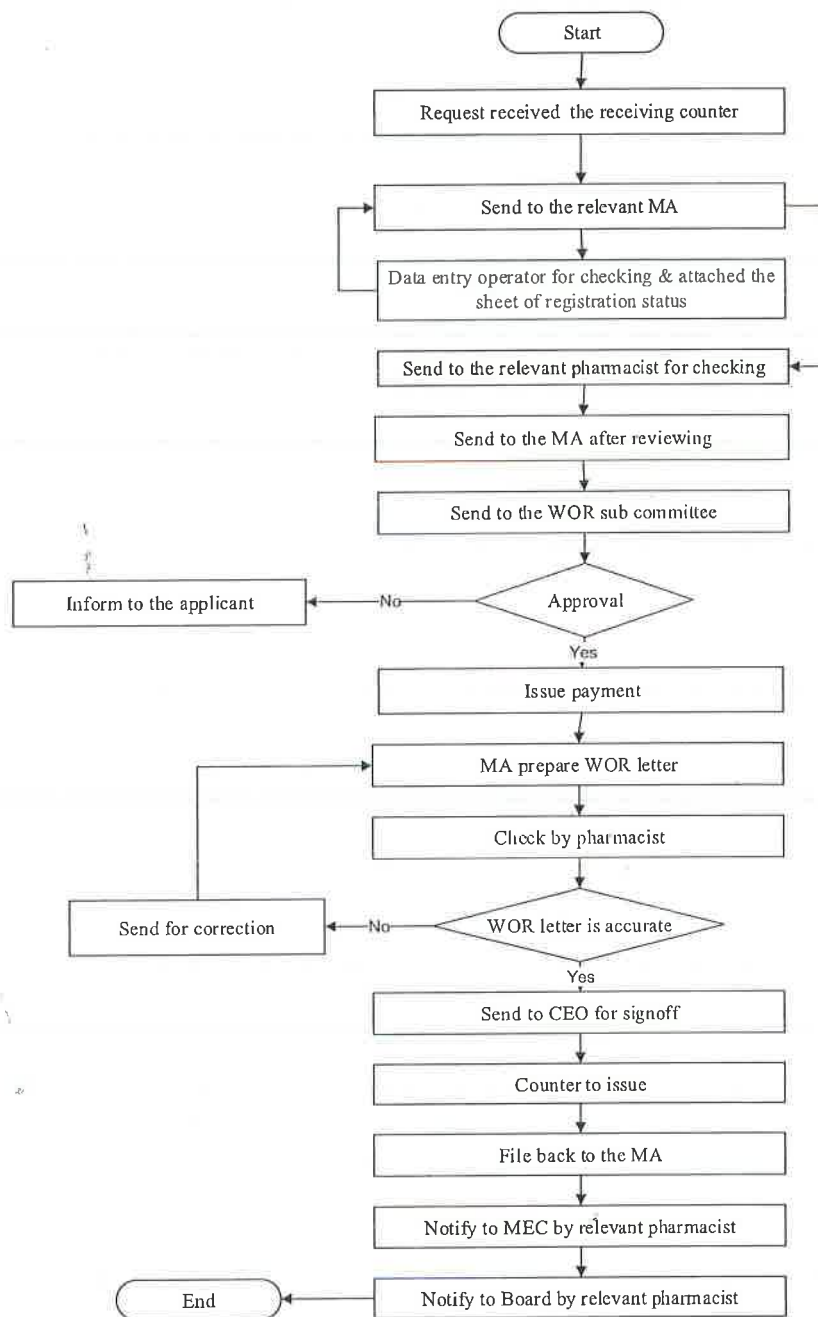 Start
Request received the receiving counter
Send to the relevant MA
Data entry operator for checking & attached the
sheet of registration status
Send to the relevant pharmacist for checking
Send to the MA after reviewing
Send to the WOR sub committee
Inform to the applicant
No
Approval
Yes
Issue payment
MA prepare WOR letter
Check by pharmacist
Send for correction
No
WOR letter is accurate
Yes
Send to CEO for signoff
Counter to issue
File back to the MA
Notify to MEC by relevant pharmacist
End
Notify to Board by relevant pharmacist